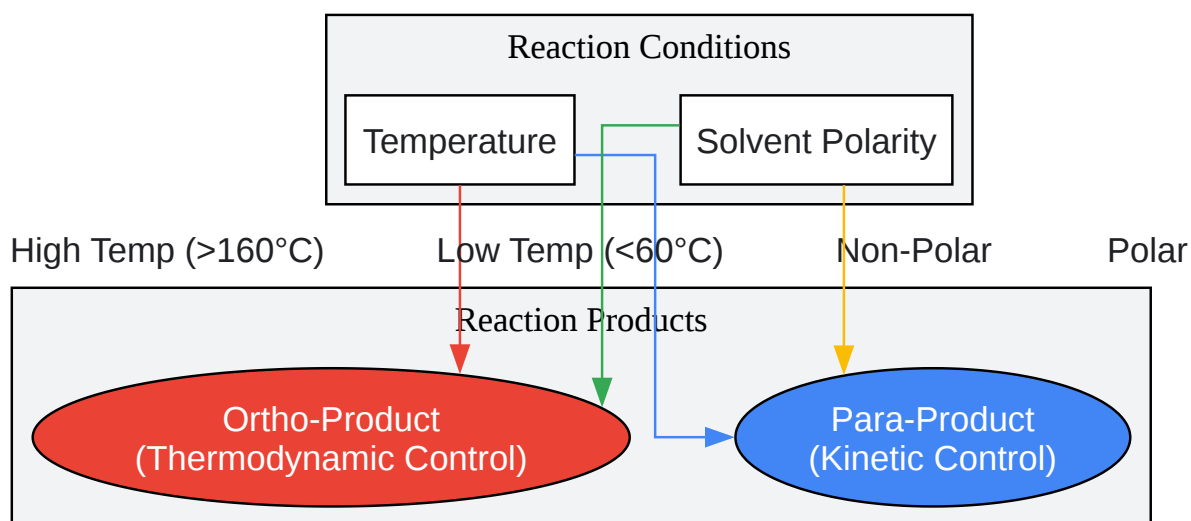 Reaction Conditions
Temperature
Solvent Polarity
High Temp (>160°C)
Low Temp (<60°C)
Non-Polar
Polar
Reaction Products
Ortho-Product
(Thermodynamic Control)
Para-Product
(Kinetic Control)